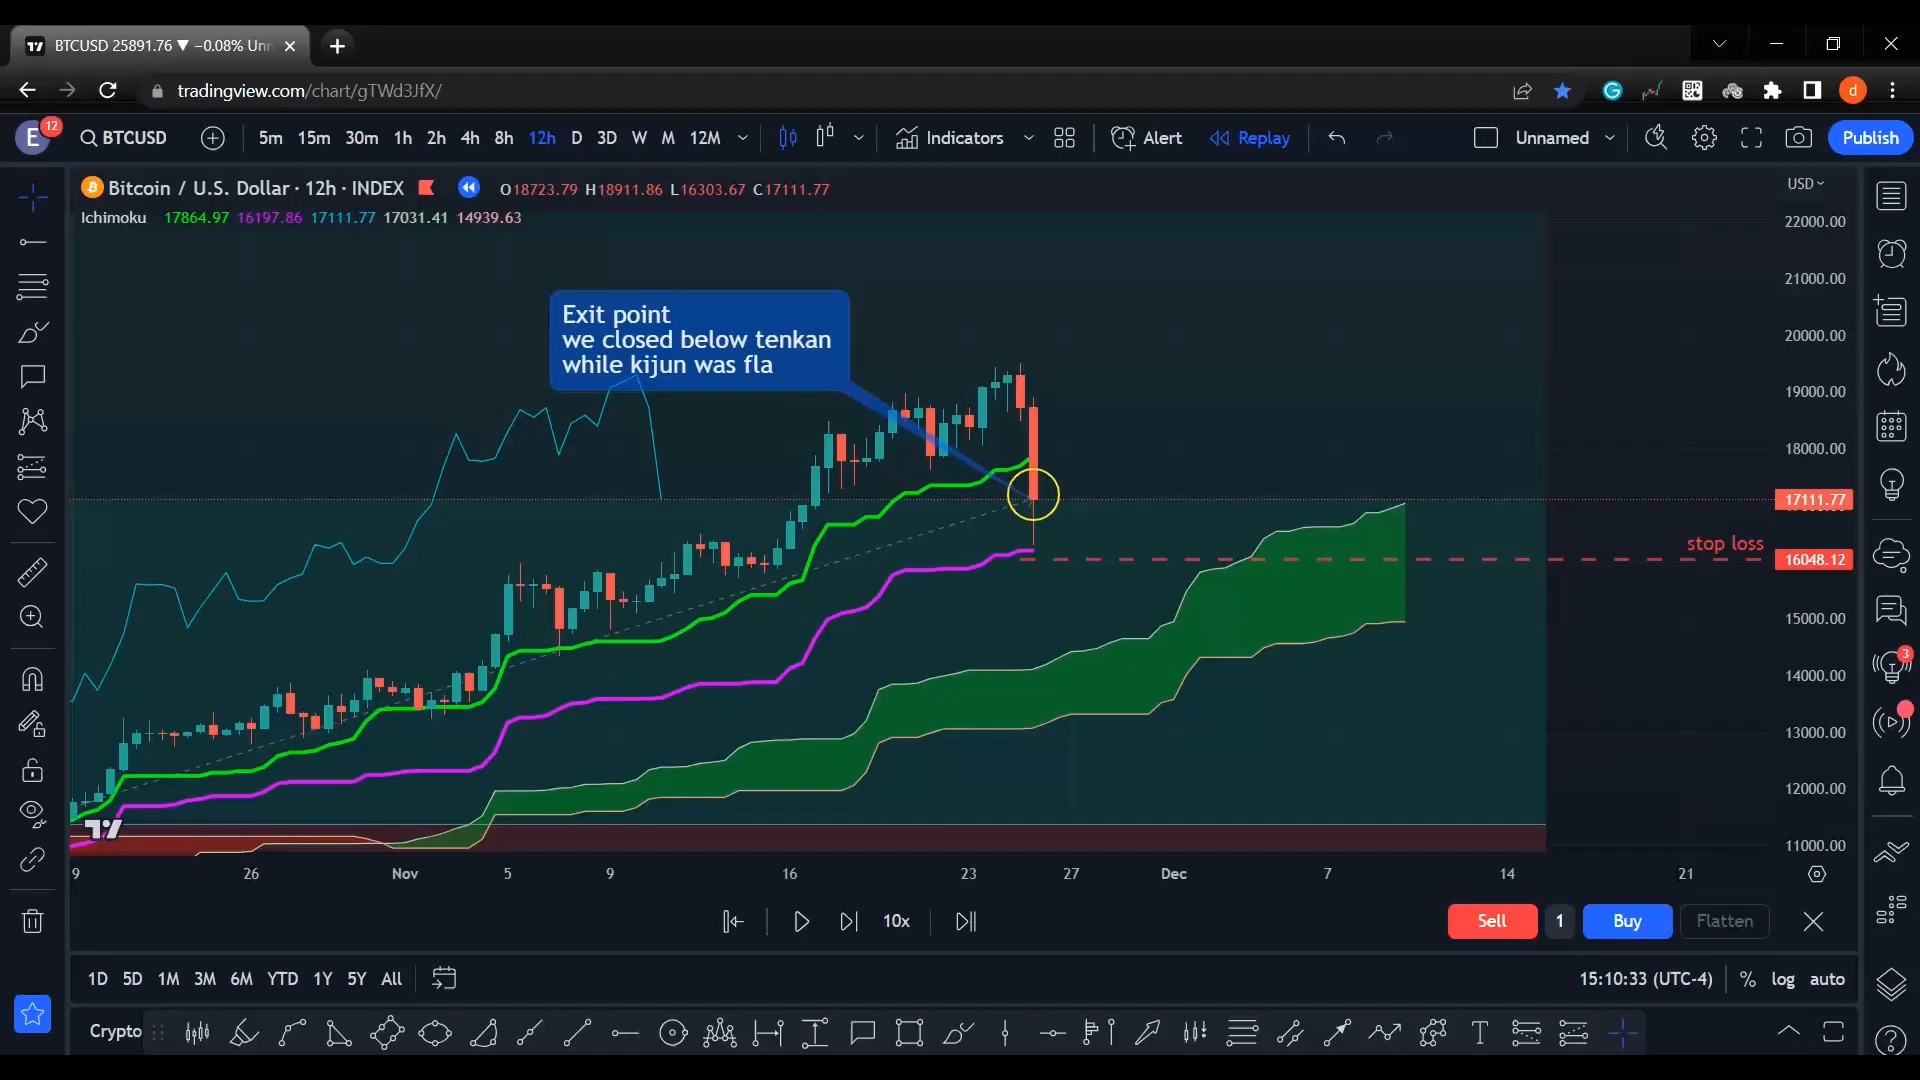 BTCUSD 25891.76 ▼ −0.08% Unn
tradingview.com/chart/gTWd3JfX/
d
E 12 BTCUSD 5m 15m 30m 1h 2h 4h 8h 12h D 3D W M 12M Indicators Alert Replay Unnamed Publish
Bitcoin / U.S. Dollar · 12h · INDEX O18723.79 H18911.86 L16303.67 C17111.77
USD
Ichimoku 17864.97 16197.86 17111.77 17031.41 14939.63
22000.00
21000.00
Exit point
we closed below tenkan
while kijun was fla
20000.00
19000.00
18000.00
17111.77
stop loss
16048.12
15000.00
3
14000.00
13000.00
12000.00
11000.00
9 26 Nov 5 9 16 23 27 Dec 7 14 21
10x Sell 1 Buy Flatten
1D 5D 1M 3M 6M YTD 1Y 5Y All 15:10:33 (UTC-4) % log auto
Crypto